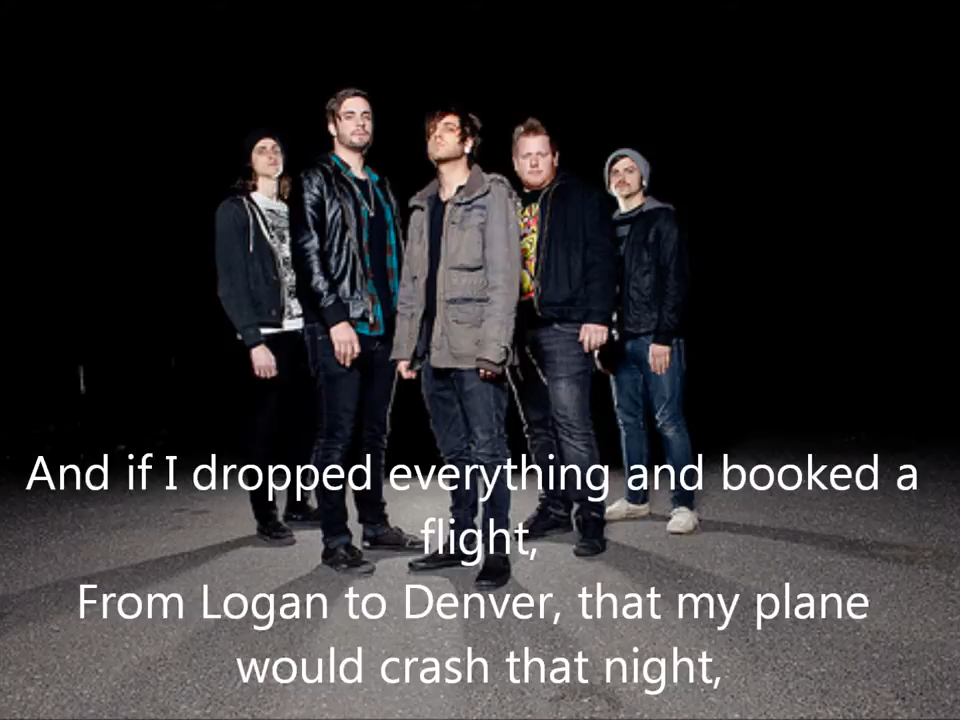 And if I dropped everything and booked a
flight,
From Logan to Denver, that my plane
would crash that night,